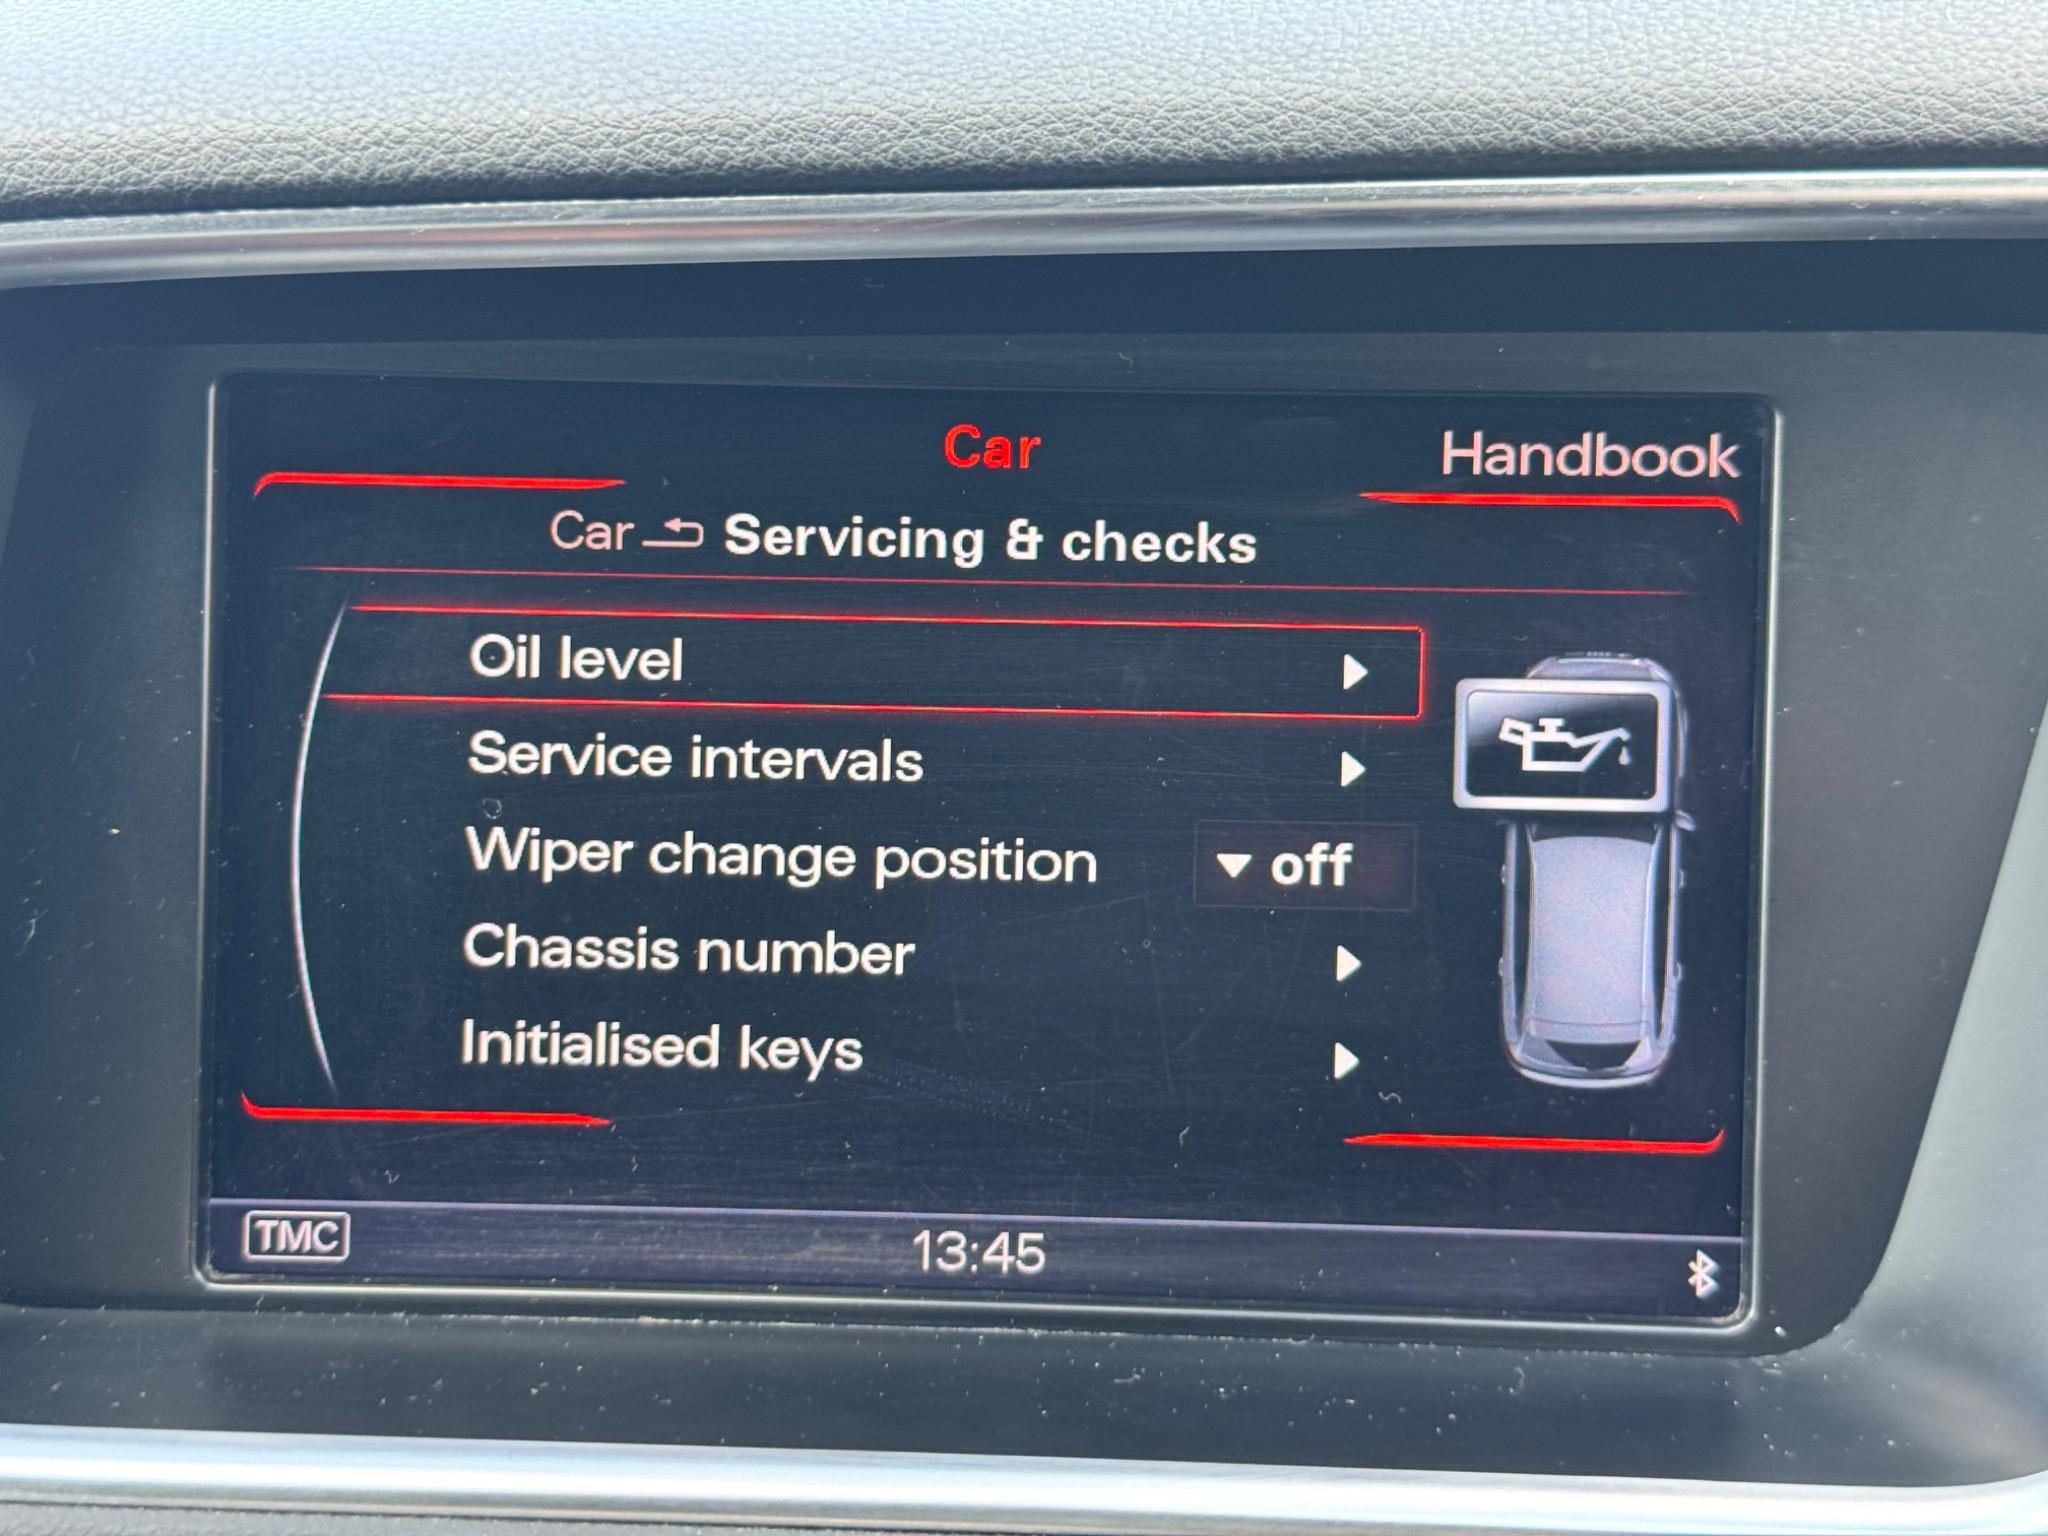 Car
Handbook
Car Servicing & checks
Oil level
Service intervals
Wiper change position off
Chassis number
Initialised keys
TMC 13:45